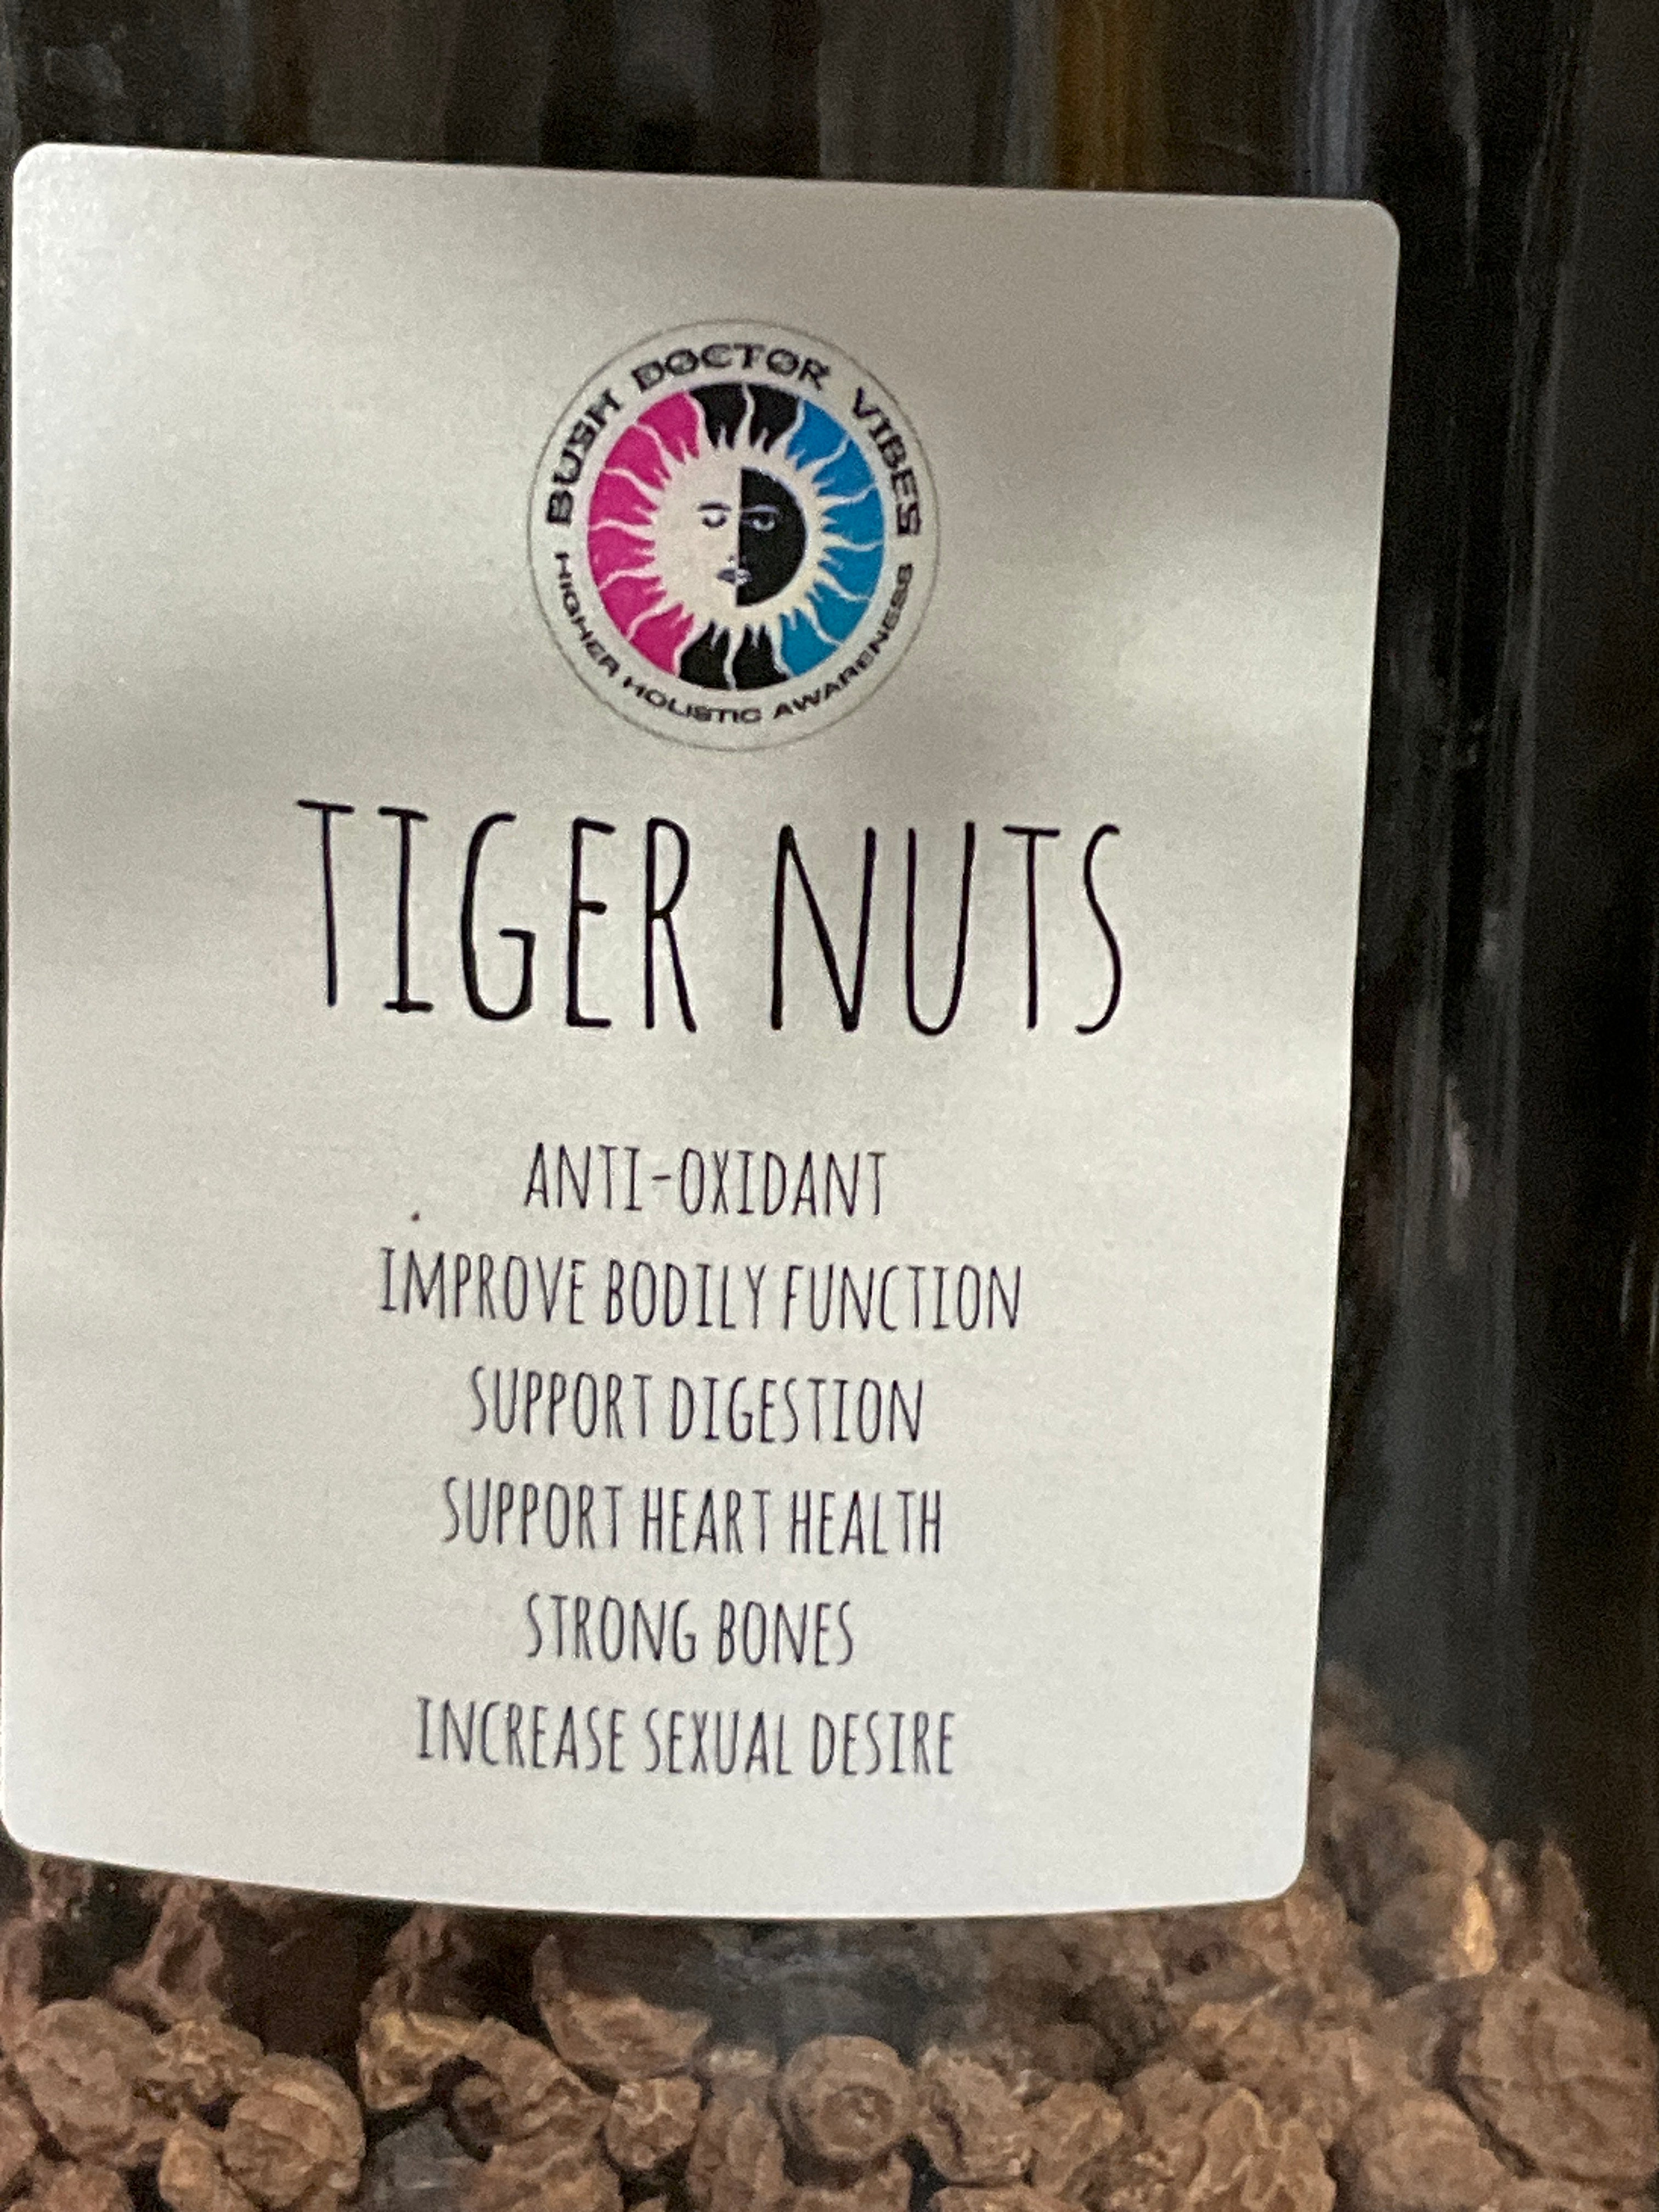 BUSH DOCTOR VIBES
HIGHER HOLISTIC AWARENESS
TIGER NUTS
ANTI-OXIDANT
IMPROVE BODILY FUNCTION
SUPPORT DIGESTION
SUPPORT HEART HEALTH
STRONG BONES
INCREASE SEXUAL DESIRE